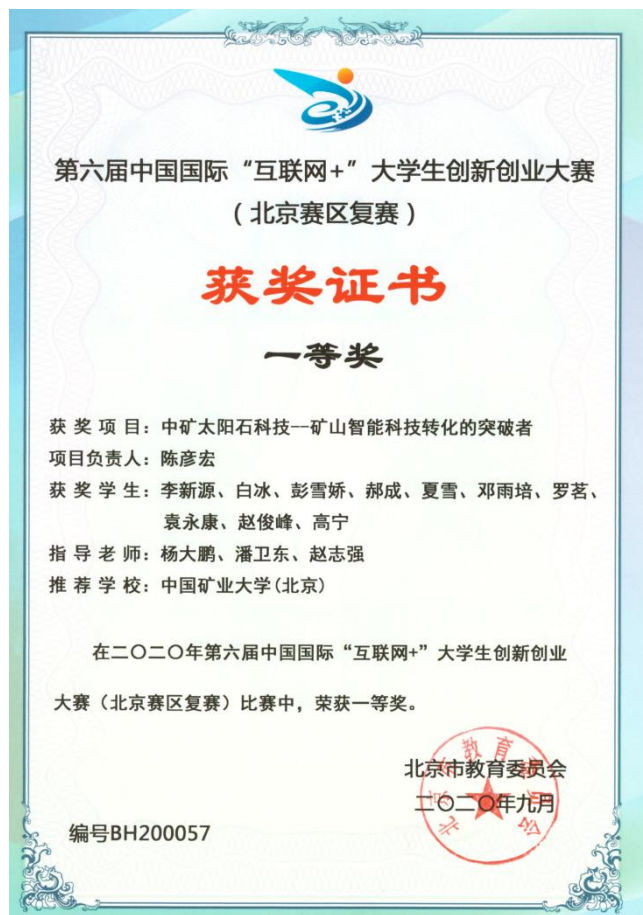 第六届中国国际“互联网+”大学生创新创业大赛
（北京赛区复赛）
获奖证书
一等奖
获奖项目：中矿太阳石科技--矿山智能科技转化的突破者
项目负责人：陈彦宏
获奖学生：李新源、白冰、彭雪娇、郝成、夏雪、邓雨培、罗茗、
袁永康、赵俊峰、高宁
指导老师：杨大鹏、潘卫东、赵志强
推荐学校：中国矿业大学(北京)
在二〇二〇年第六届中国国际“互联网+”大学生创新创业
大赛（北京赛区复赛）比赛中，荣获一等奖。
北京市教育委员会
二〇二〇年九月
北京市教育委员会
编号BH200057